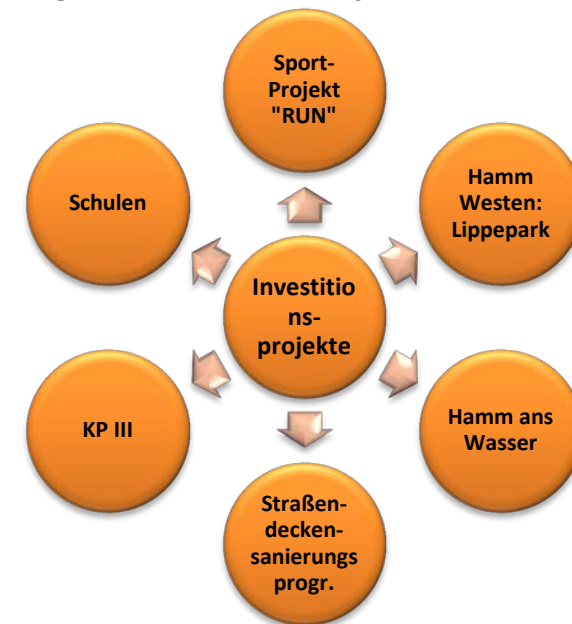 Sport-
Projekt
"RUN"
Schulen
Hamm
Westen:
Lippepark
Investitio
ns-
projekte
KP III
Hamm ans
Wasser
Straßen-
decken-
sanierungs
progr.